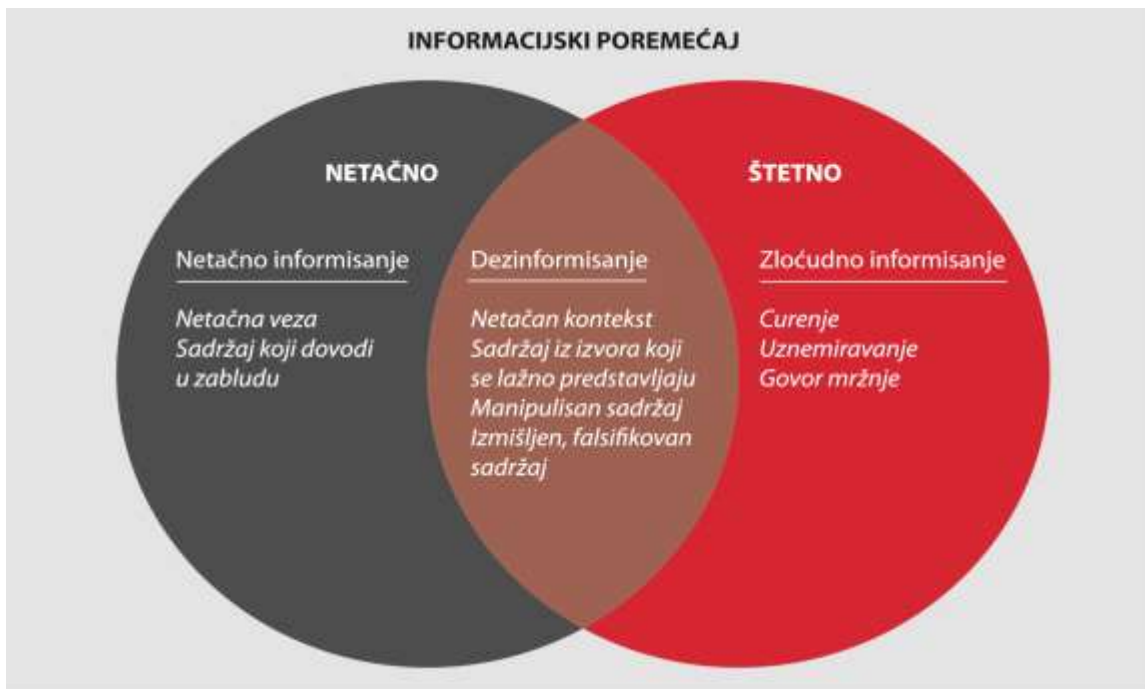 INFORMACIJSKI POREMEĆAJ
NETAČNO
ŠTETNO
Netačno informisanje
Netačna veza
Sadržaj koji dovodi
u zabludu
Dezinformisanje
Netačan kontekst
Sadržaj iz izvora koji
se lažno predstavljaju
Manipulisan sadržaj
Izmišljen, falsifikovan
sadržaj
Zloćudno informisanje
Curenje
Uznemiravanje
Govor mržnje